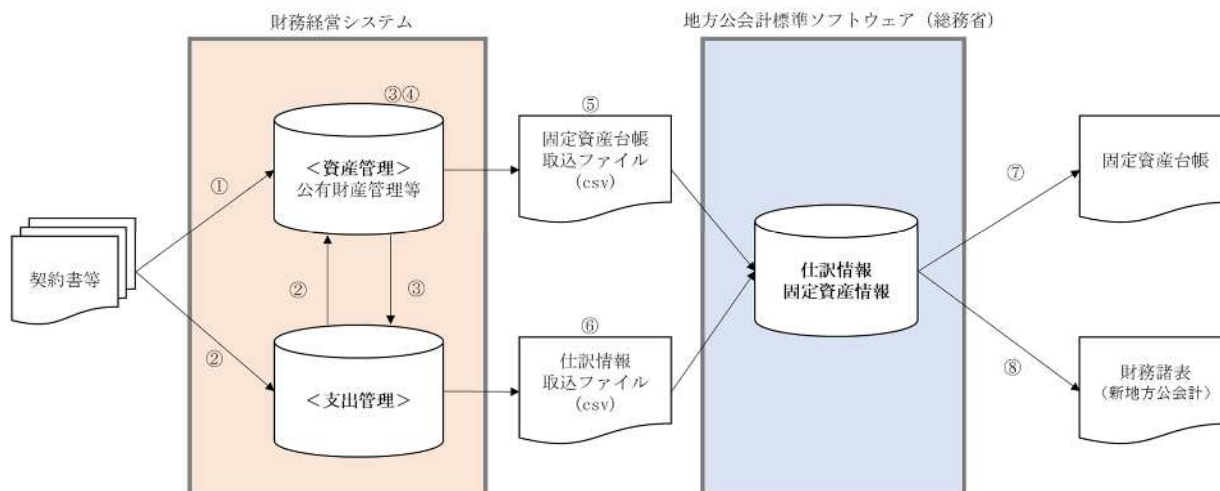 財務経営システム
地方公会計標準ソフトウェア（総務省）
③④
＜資産管理＞
公有財産管理等
⑤
固定資産台帳
取込ファイル
(csv)
固定資産台帳
①
⑦
契約書等
②
③
仕訳情報
固定資産情報
②
⑥
⑧
＜支出管理＞
仕訳情報
取込ファイル
(csv)
財務諸表
（新地方公会計）